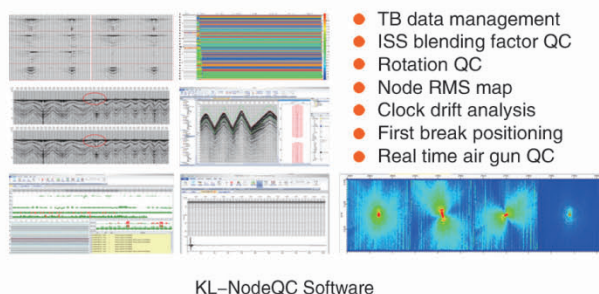 TB data management
ISS blending factor QC
Rotation QC
Node RMS map
Clock drift analysis
First break positioning
Real time air gun QC
KL–NodeQC Software